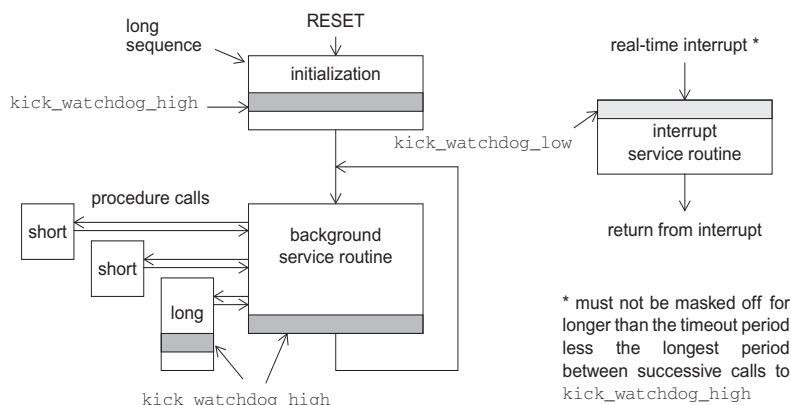 long
sequence
RESET
initialization
kick_watchdog_high
real-time interrupt *
kick_watchdog_low
interrupt
service routine
return from interrupt
procedure calls
short
short
long
background
service routine
kick_watchdog_high
* must not be masked off for
longer than the timeout period
less the longest period
between successive calls to
kick_watchdog_high